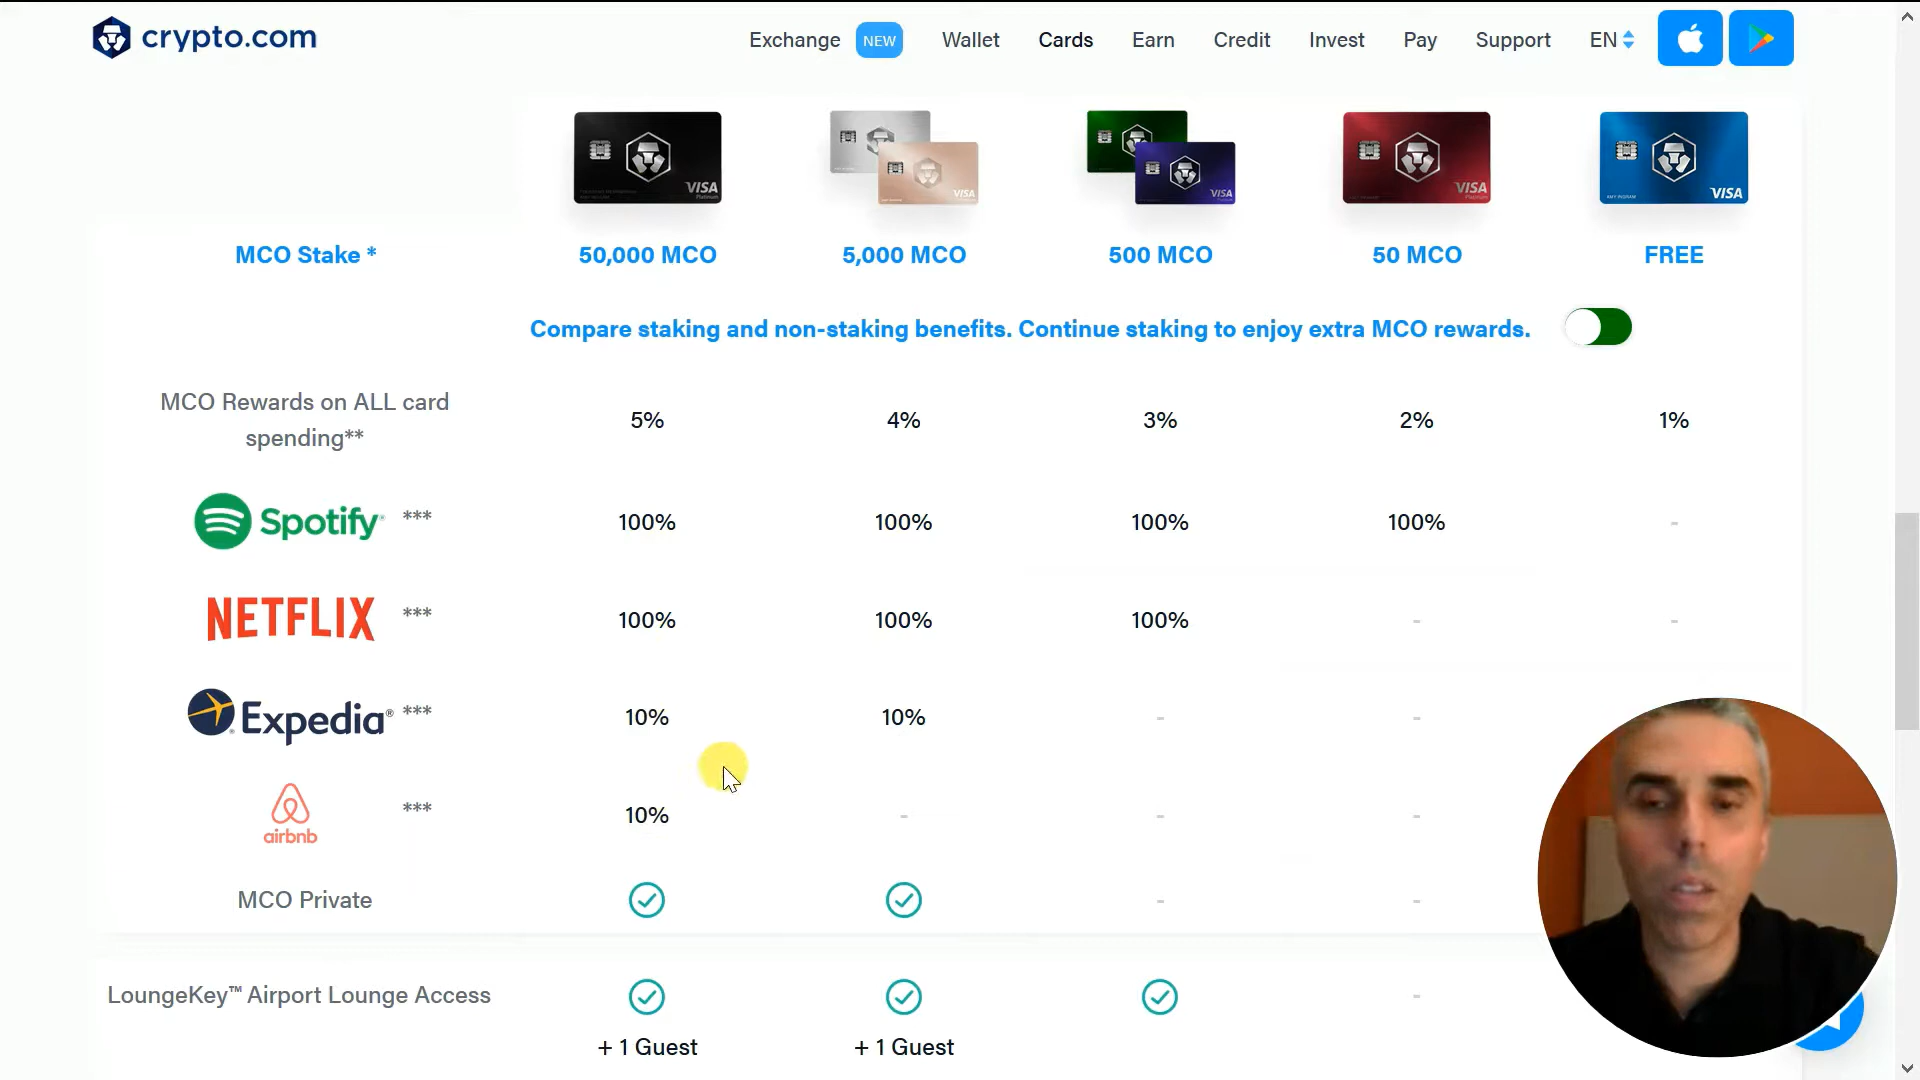 crypto.com
Exchange NEW Wallet Cards Earn Credit Invest Pay Support EN
VISA VISA VISA VISA VISA
MCO Stake * 50,000 MCO 5,000 MCO 500 MCO 50 MCO FREE
Compare staking and non-staking benefits. Continue staking to enjoy extra MCO rewards.
MCO Rewards on ALL card
spending** 5% 4% 3% 2% 1%
Spotify *** 100% 100% 100% 100% -
NETFLIX *** 100% 100% 100% - -
Expedia® *** 10% 10% - -
airbnb *** 10% - - -
MCO Private - -
LoungeKey™ Airport Lounge Access -
+ 1 Guest + 1 Guest